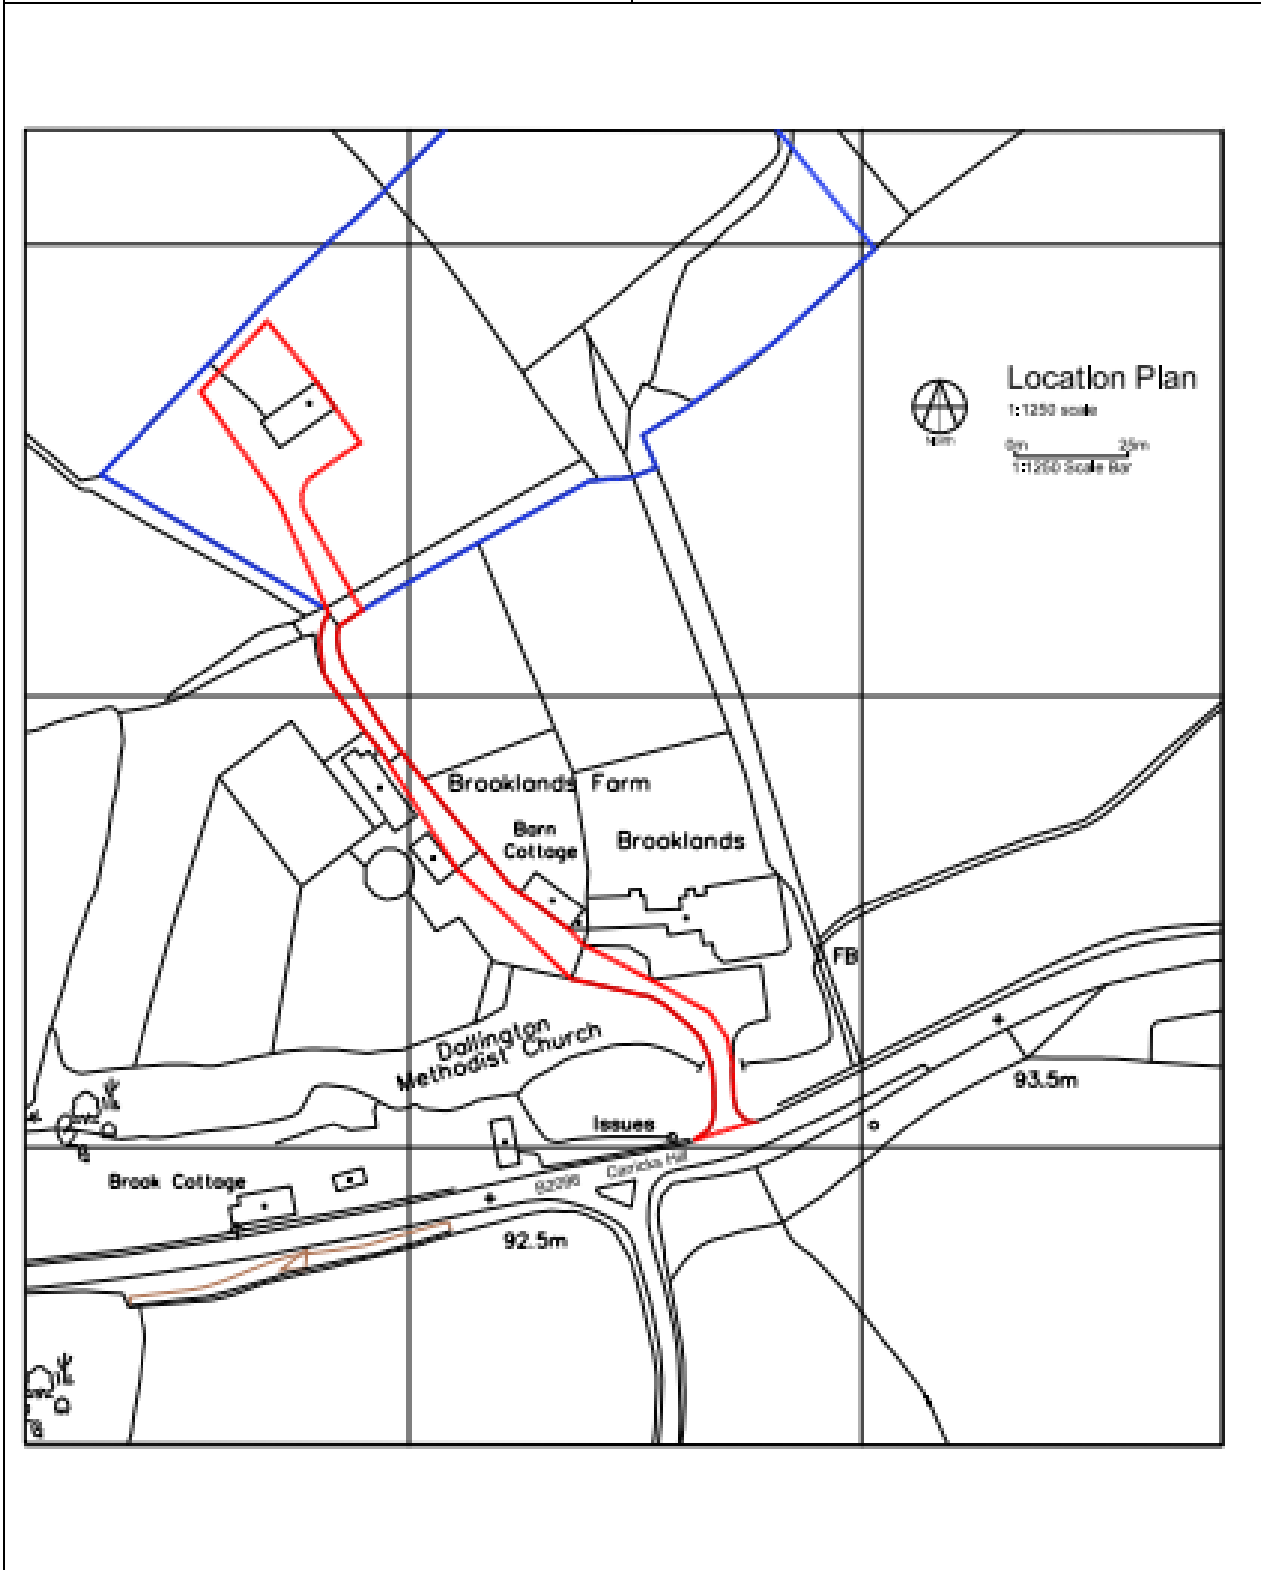 Location Plan
1:1250 scale
North
0m 25m
1:1250 Scale Bar
Brooklands Farm
Barn
Cottage
Brooklands
FB
Dallington
Methodist Church
93.5m
Issues
Brook Cottage
B2096
92.5m